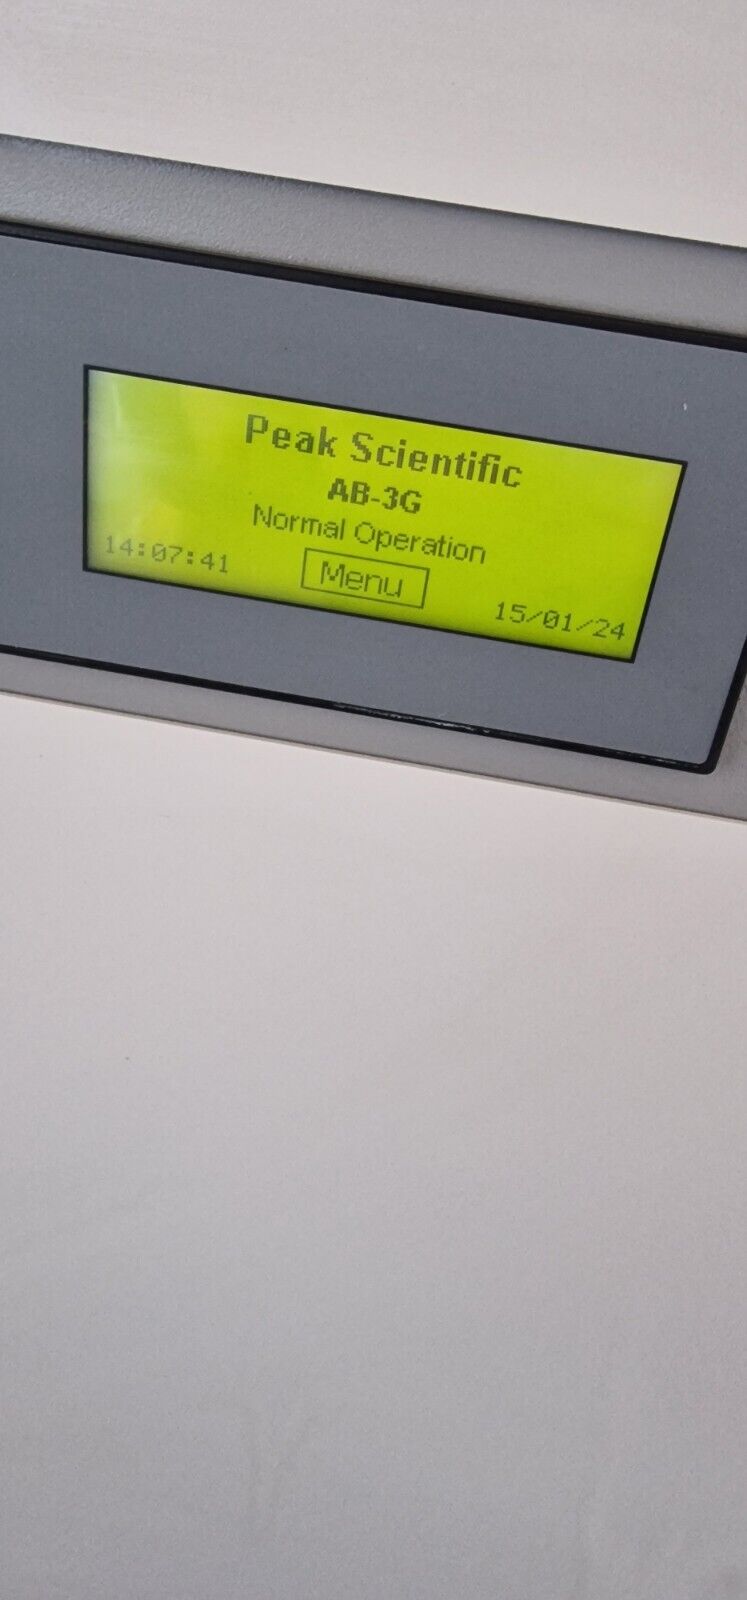 Peak Scientific
AB-3G
Normal Operation
14:07:41
Menu
15/01/24